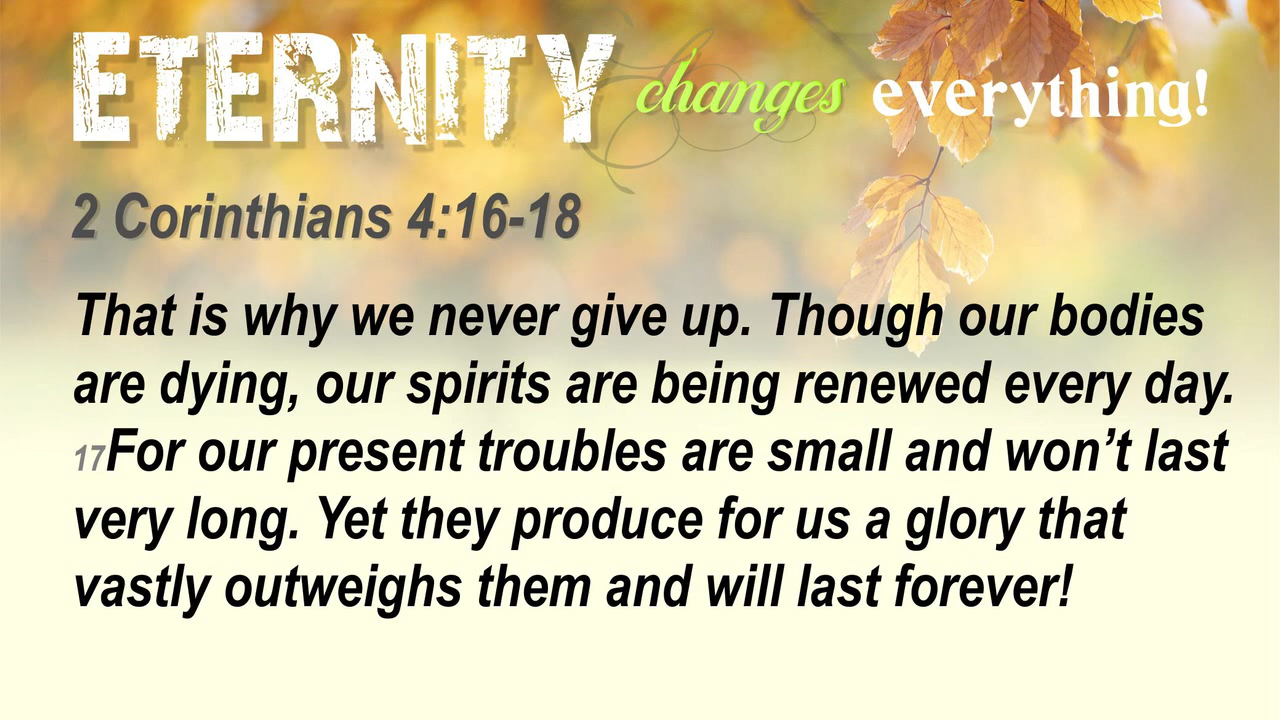 ETERNITY changes everything!
2 Corinthians 4:16-18
That is why we never give up. Though our bodies
are dying, our spirits are being renewed every day.
17For our present troubles are small and won’t last
very long. Yet they produce for us a glory that
vastly outweighs them and will last forever!